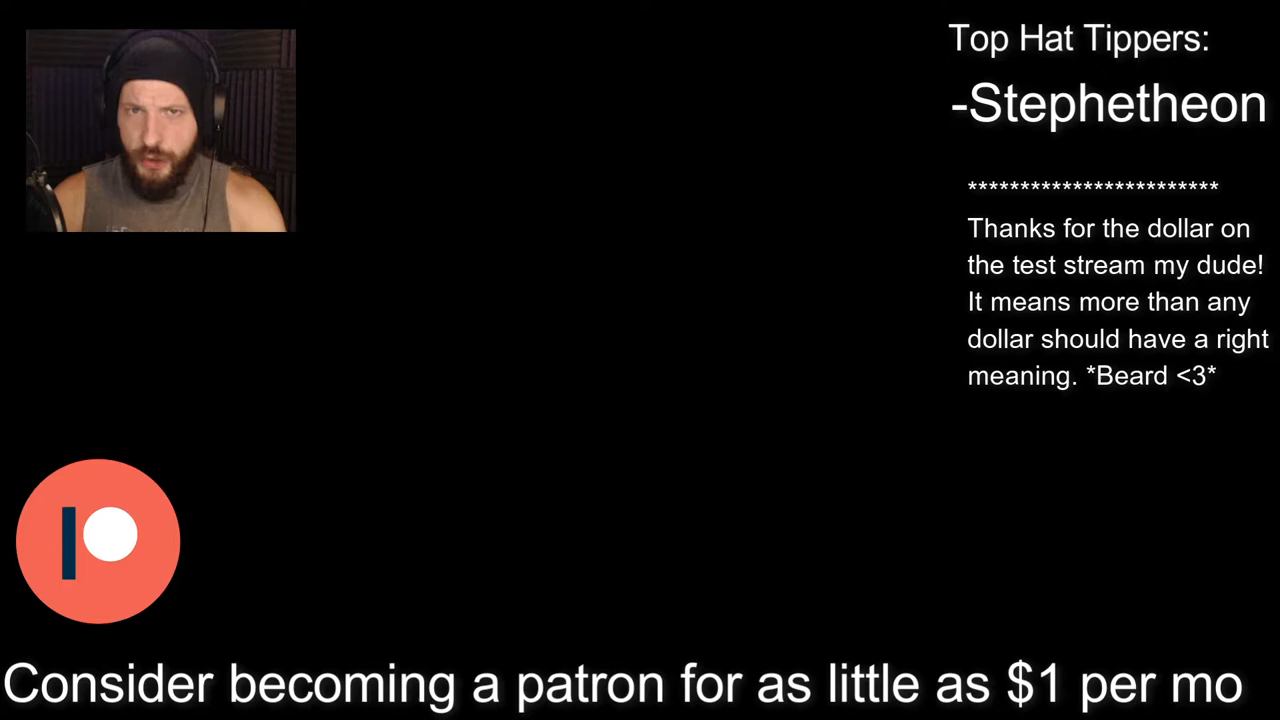 Top Hat Tippers:
-Stephetheon
************************
Thanks for the dollar on
the test stream my dude!
It means more than any
dollar should have a right
meaning. *Beard <3*
Consider becoming a patron for as little as $1 per mo